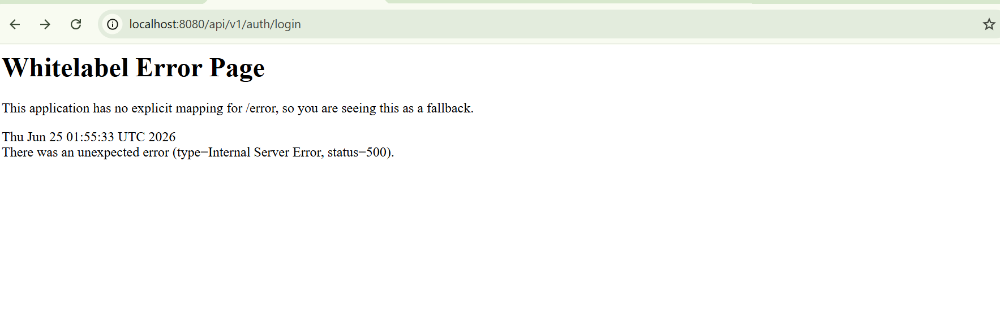 localhost:8080/api/v1/auth/login
Whitelabel Error Page
This application has no explicit mapping for /error, so you are seeing this as a fallback.
Thu Jun 25 01:55:33 UTC 2026
There was an unexpected error (type=Internal Server Error, status=500).